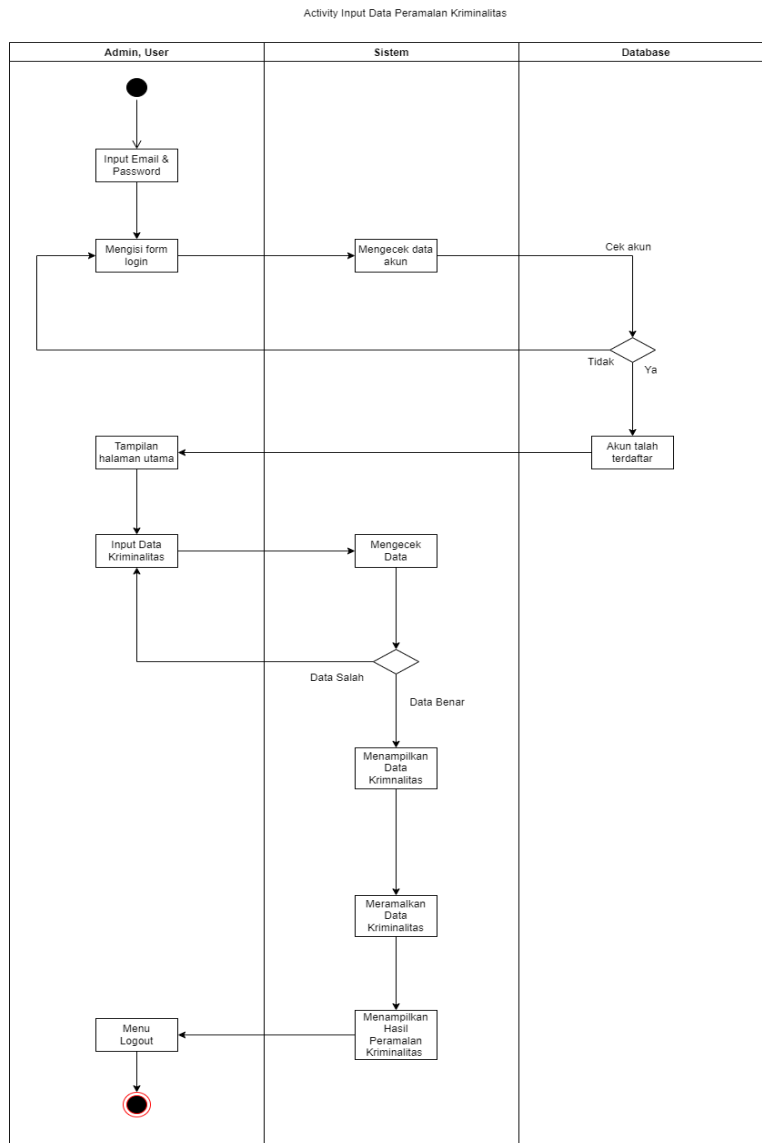 Activity Input Data Peramalan Kriminalitas
Admin, User
Sistem
Database
Input Email &
Password
Mengisi form
login
Mengecek data
akun
Cek akun
Tidak
Ya
Tampilan
halaman utama
Akun talah
terdaftar
Input Data
Kriminalitas
Mengecek
Data
Data Salah
Data Benar
Menampilkan
Data
Krimnalitas
Meramalkan
Data
Kriminalitas
Menu
Logout
Menampilkan
Hasil
Peramalan
Kriminalitas